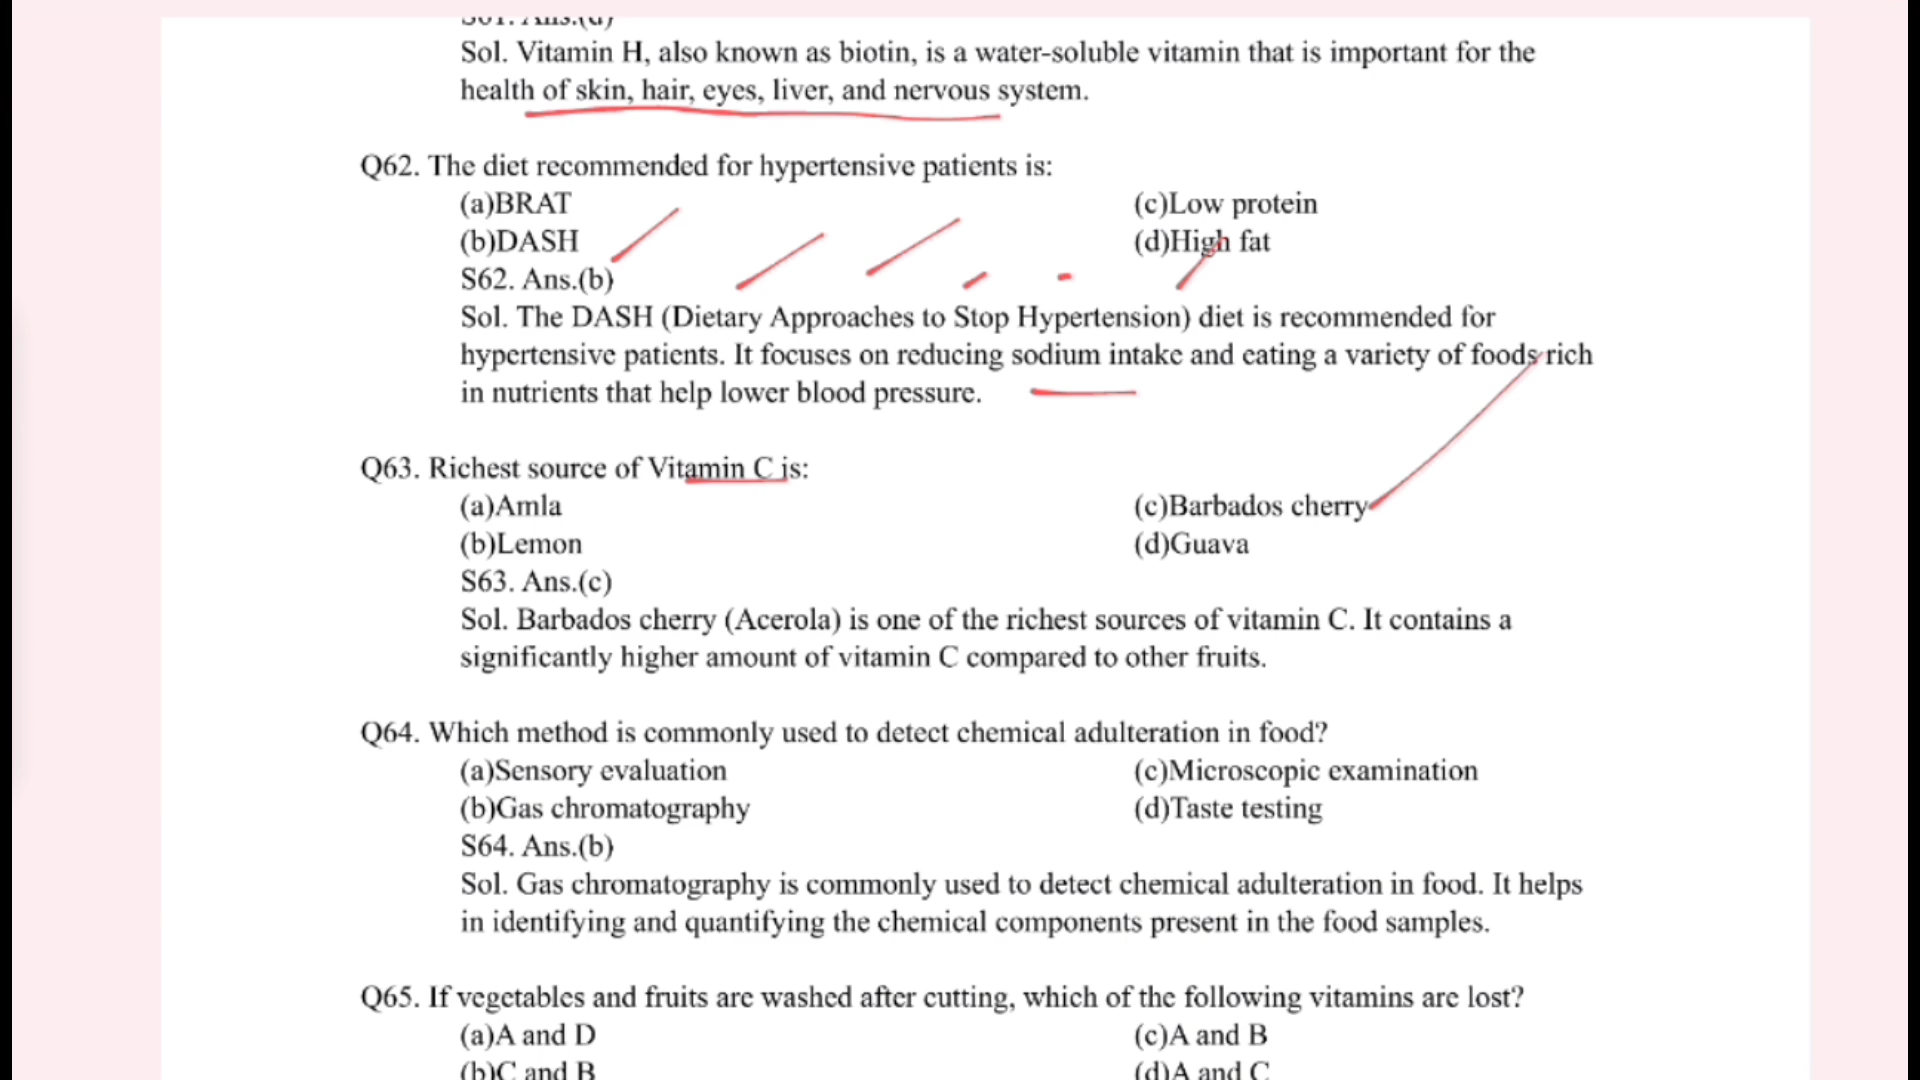 S61. Ans.(d)
Sol. Vitamin H, also known as biotin, is a water-soluble vitamin that is important for the
health of skin, hair, eyes, liver, and nervous system.
Q62. The diet recommended for hypertensive patients is:
(a)BRAT
(c)Low protein
(b)DASH
(d)High fat
S62. Ans.(b)
Sol. The DASH (Dietary Approaches to Stop Hypertension) diet is recommended for
hypertensive patients. It focuses on reducing sodium intake and eating a variety of foods rich
in nutrients that help lower blood pressure.
Q63. Richest source of Vitamin C is:
(a)Amla
(c)Barbados cherry
(b)Lemon
(d)Guava
S63. Ans.(c)
Sol. Barbados cherry (Acerola) is one of the richest sources of vitamin C. It contains a
significantly higher amount of vitamin C compared to other fruits.
Q64. Which method is commonly used to detect chemical adulteration in food?
(a)Sensory evaluation
(c)Microscopic examination
(b)Gas chromatography
(d)Taste testing
S64. Ans.(b)
Sol. Gas chromatography is commonly used to detect chemical adulteration in food. It helps
in identifying and quantifying the chemical components present in the food samples.
Q65. If vegetables and fruits are washed after cutting, which of the following vitamins are lost?
(a)A and D
(c)A and B
(b)C and B
(d)A and C